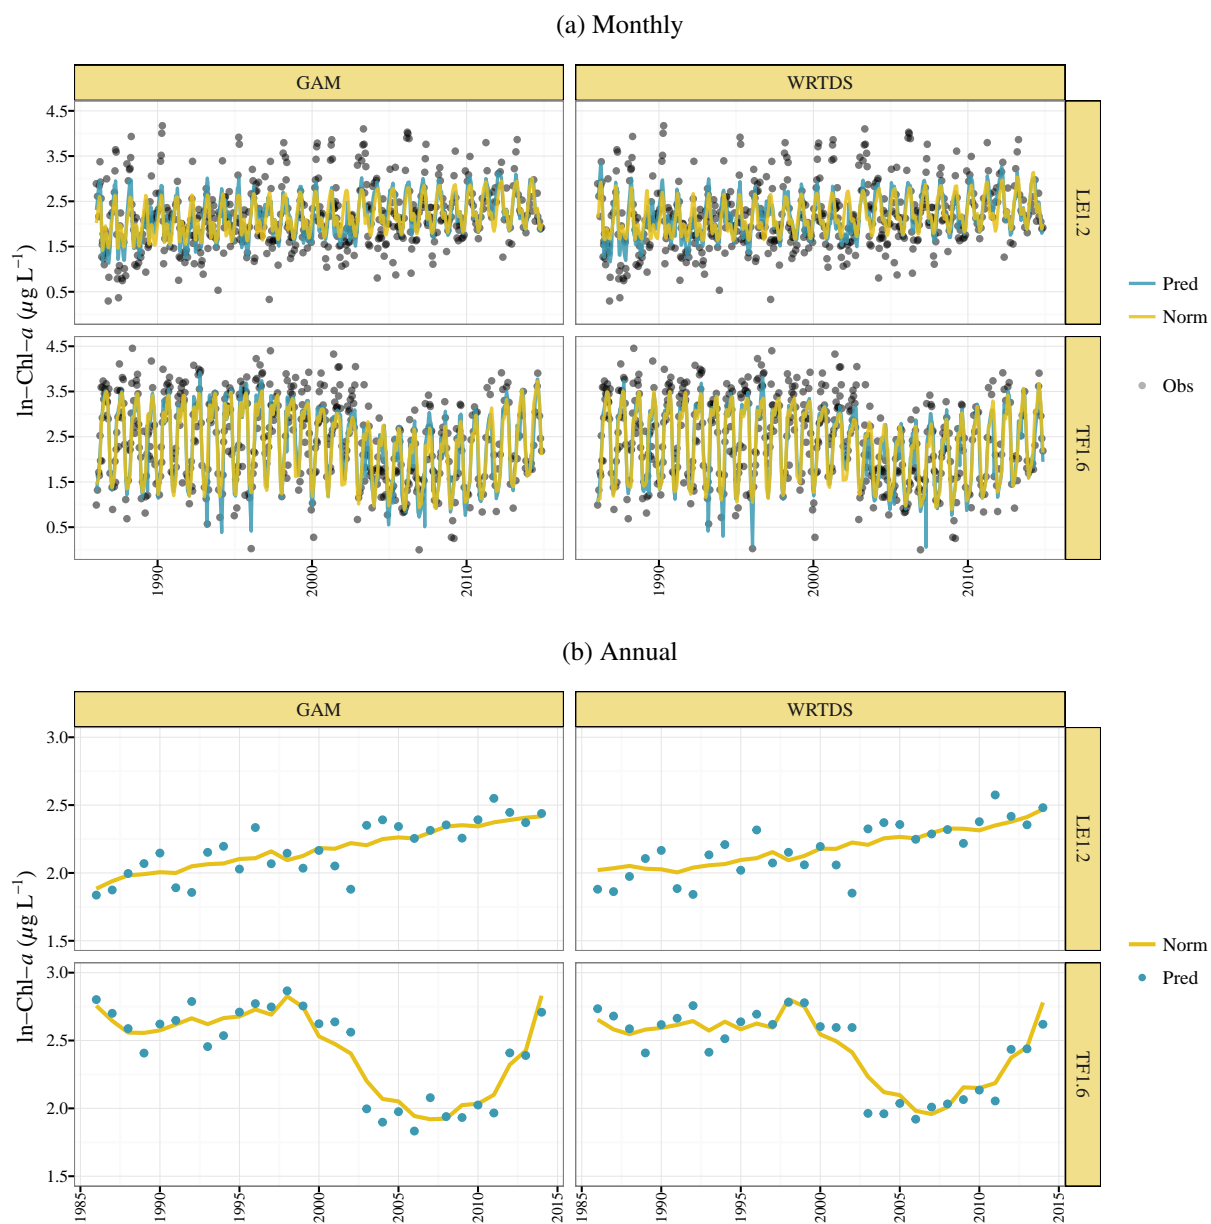 (a) Monthly
GAM
WRTDS
4.5
3.5
2.5
1.5
0.5
LE1.2
4.5
3.5
2.5
1.5
0.5
TF1.6
ln−Chl−a (µg L−1)
1990
2000
2010
1990
2000
2010
Pred
Norm
Obs
(b) Annual
GAM
WRTDS
3.0
2.5
2.0
1.5
LE1.2
3.0
2.5
2.0
1.5
TF1.6
ln−Chl−a (µg L−1)
1985
1990
1995
2000
2005
2010
2015
1985
1990
1995
2000
2005
2010
2015
Norm
Pred